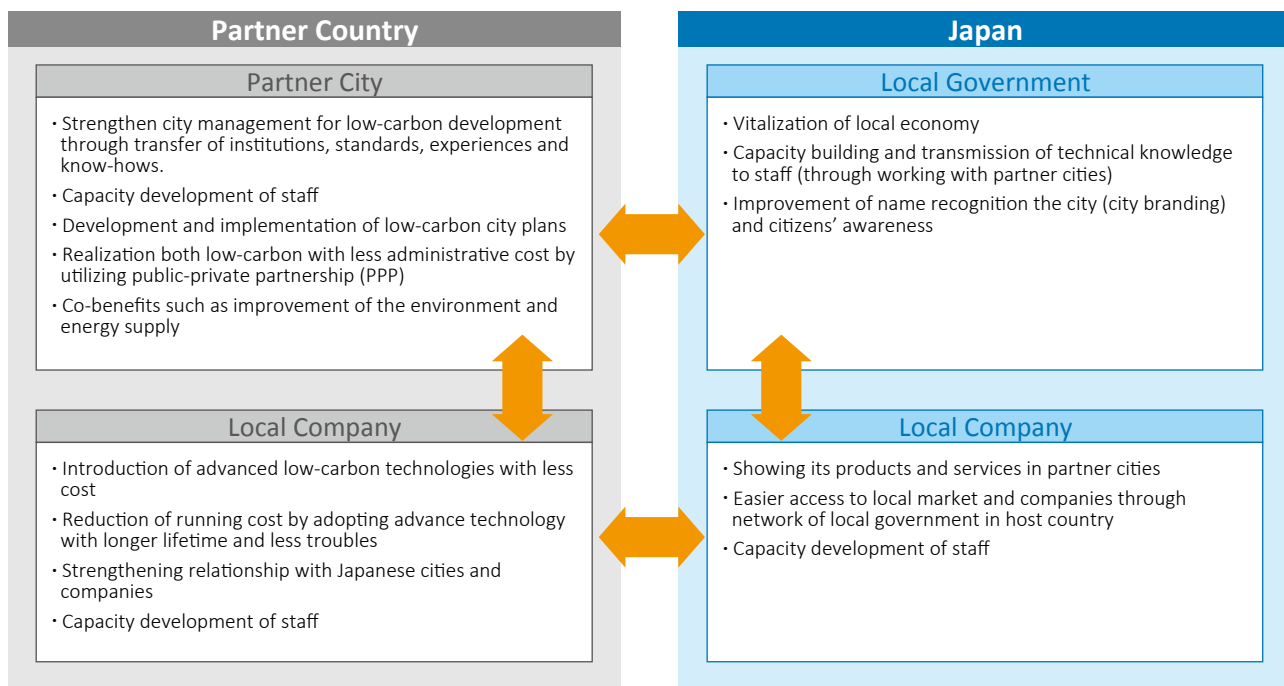 Partner Country
Partner City
· Strengthen city management for low-carbon development
through transfer of institutions, standards, experiences and
know-hows.
· Capacity development of staff
· Development and implementation of low-carbon city plans
· Realization both low-carbon with less administrative cost by
utilizing public-private partnership (PPP)
· Co-benefits such as improvement of the environment and
energy supply
Local Company
· Introduction of advanced low-carbon technologies with less
cost
· Reduction of running cost by adopting advance technology
with longer lifetime and less troubles
· Strengthening relationship with Japanese cities and
companies
· Capacity development of staff
Japan
Local Government
· Vitalization of local economy
· Capacity building and transmission of technical knowledge
to staff (through working with partner cities)
· Improvement of name recognition the city (city branding)
and citizens’ awareness
Local Company
· Showing its products and services in partner cities
· Easier access to local market and companies through
network of local government in host country
· Capacity development of staff